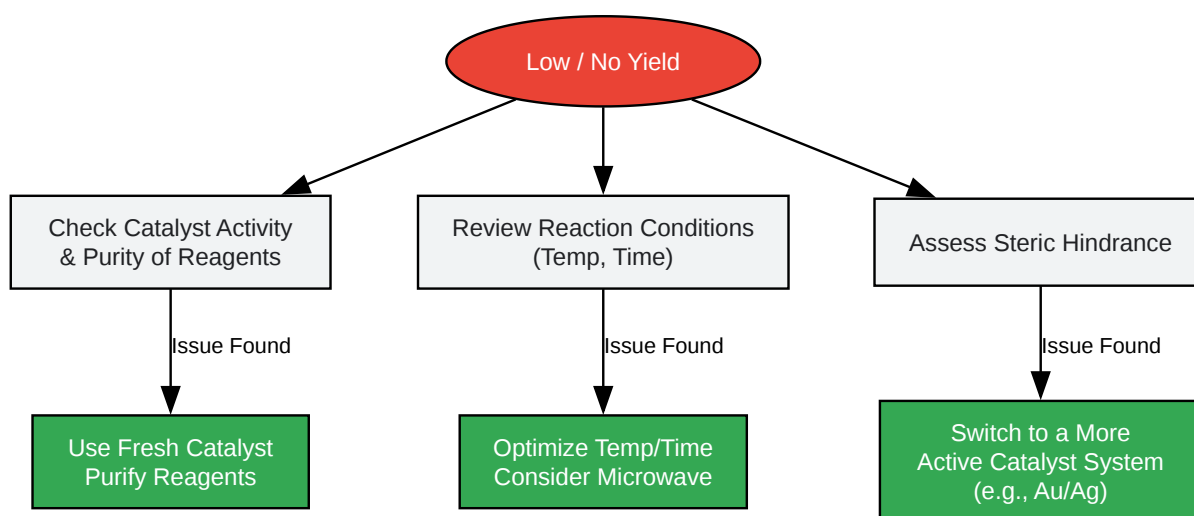 Low / No Yield
Check Catalyst Activity
& Purity of Reagents
Review Reaction Conditions
(Temp, Time)
Assess Steric Hindrance
Issue Found
Issue Found
Issue Found
Use Fresh Catalyst
Purify Reagents
Optimize Temp/Time
Consider Microwave
Switch to a More
Active Catalyst System
(e.g., Au/Ag)